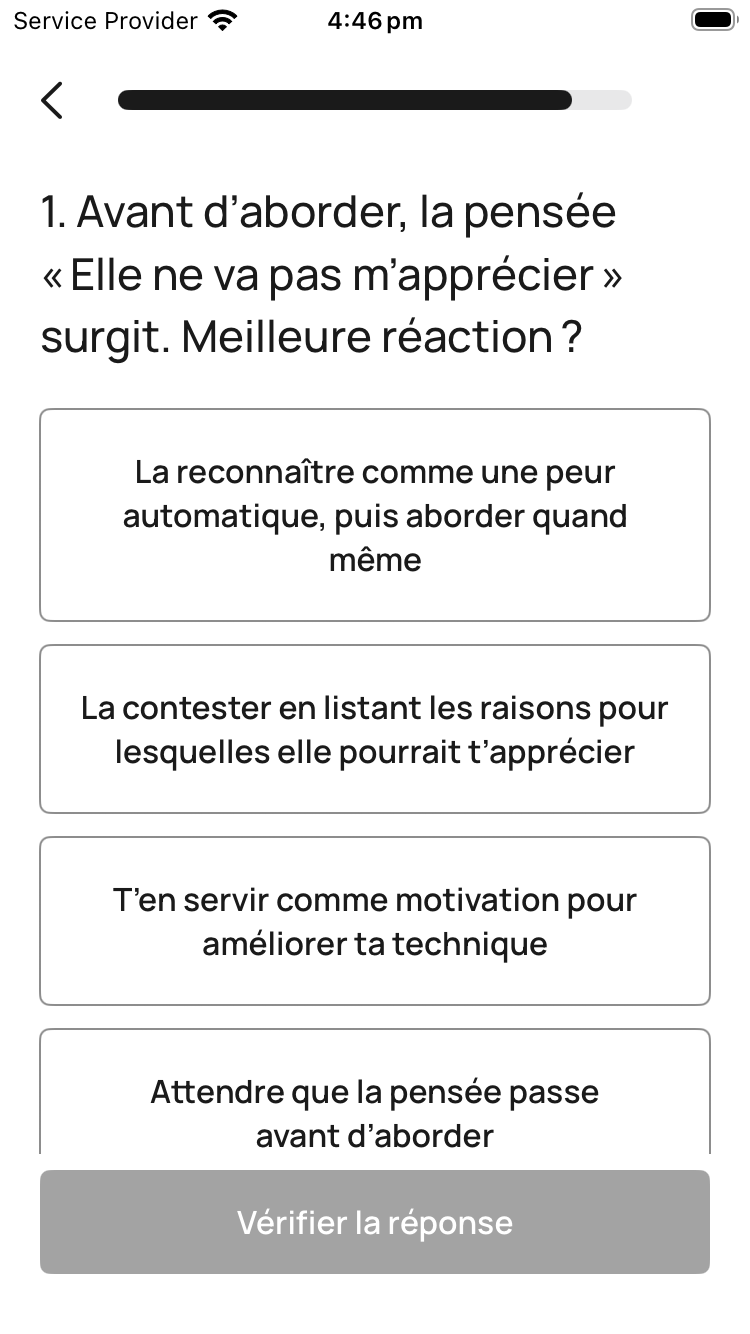 Service Provider 4:46 pm
1. Avant d’aborder, la pensée
« Elle ne va pas m’apprécier »
surgit. Meilleure réaction ?
La reconnaître comme une peur
automatique, puis aborder quand
même
La contester en listant les raisons pour
lesquelles elle pourrait t’apprécier
T’en servir comme motivation pour
améliorer ta technique
Attendre que la pensée passe
avant d’aborder
Vérifier la réponse